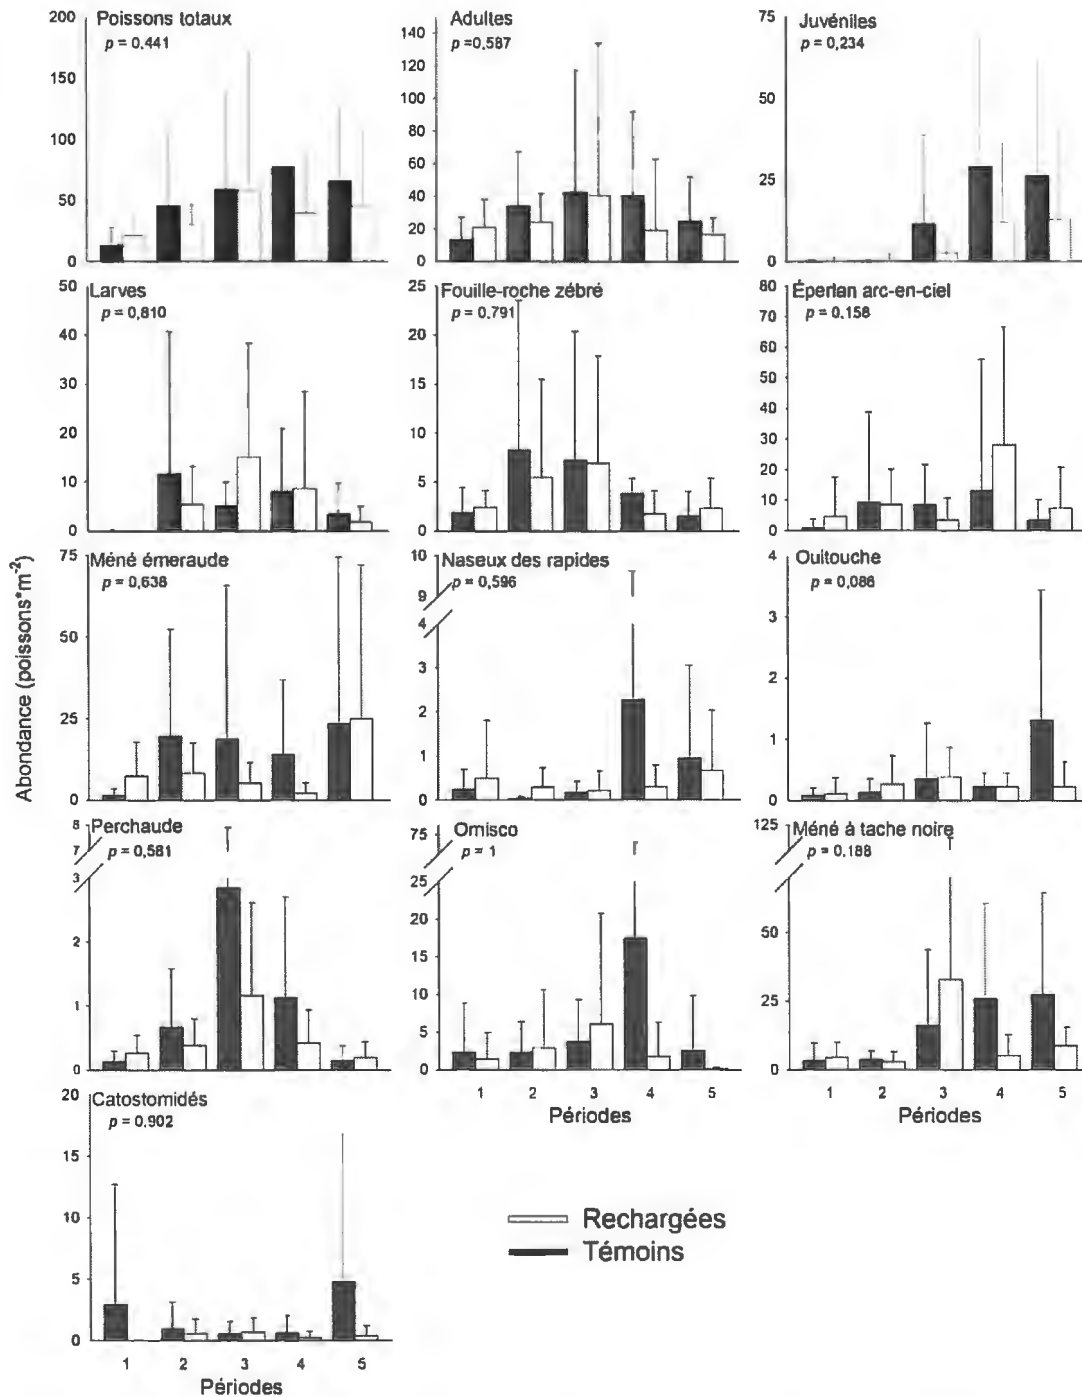 Poissons totaux
p = 0,441
200
150
100
50
0
Adultes
p =0,587
140
120
100
80
60
40
20
0
Juvéniles
p = 0,234
75
50
25
0
Larves
p = 0,810
50
40
30
20
10
0
Fouille-roche zébré
p = 0,791
25
20
15
10
5
0
Éperlan arc-en-ciel
p = 0,158
80
70
60
50
40
30
20
10
0
Abondance (poissons*m-2)
Méné émeraude
p = 0,638
75
50
25
0
Naseux des rapides
p = 0,596
10
9
4
3
2
1
0
Ouitouche
p = 0,086
4
3
2
1
0
Perchaude
p = 0,581
8
7
3
2
1
0
Omisco
p = 1
75
25
20
15
10
5
0
1 2 3 4 5
Périodes
Méné à tache noire
p = 0,188
125
50
25
0
1 2 3 4 5
Périodes
Catostomidés
p = 0,902
20
15
10
5
0
1 2 3 4 5
Périodes
Rechargées
Témoins